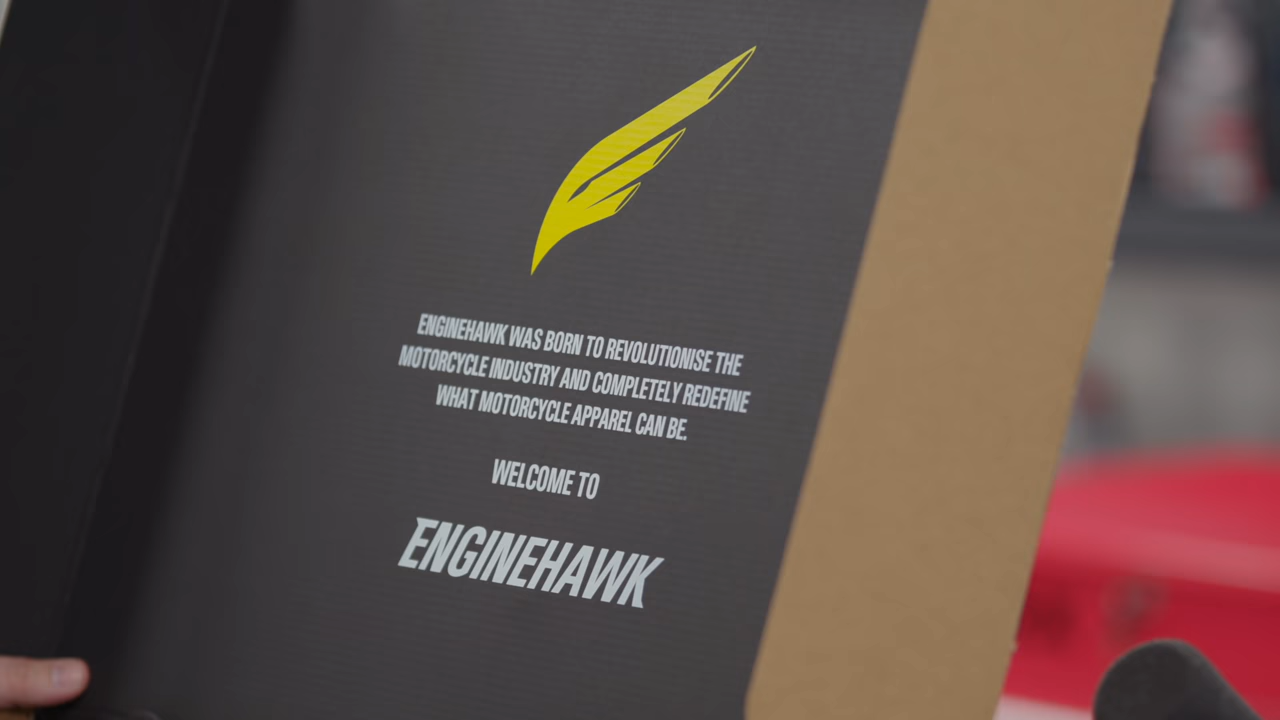 ENGINEHAWK WAS BORN TO REVOLUTIONISE THE
MOTORCYCLE INDUSTRY AND COMPLETELY REDEFINE
WHAT MOTORCYCLE APPAREL CAN BE.
WELCOME TO
ENGINEHAWK